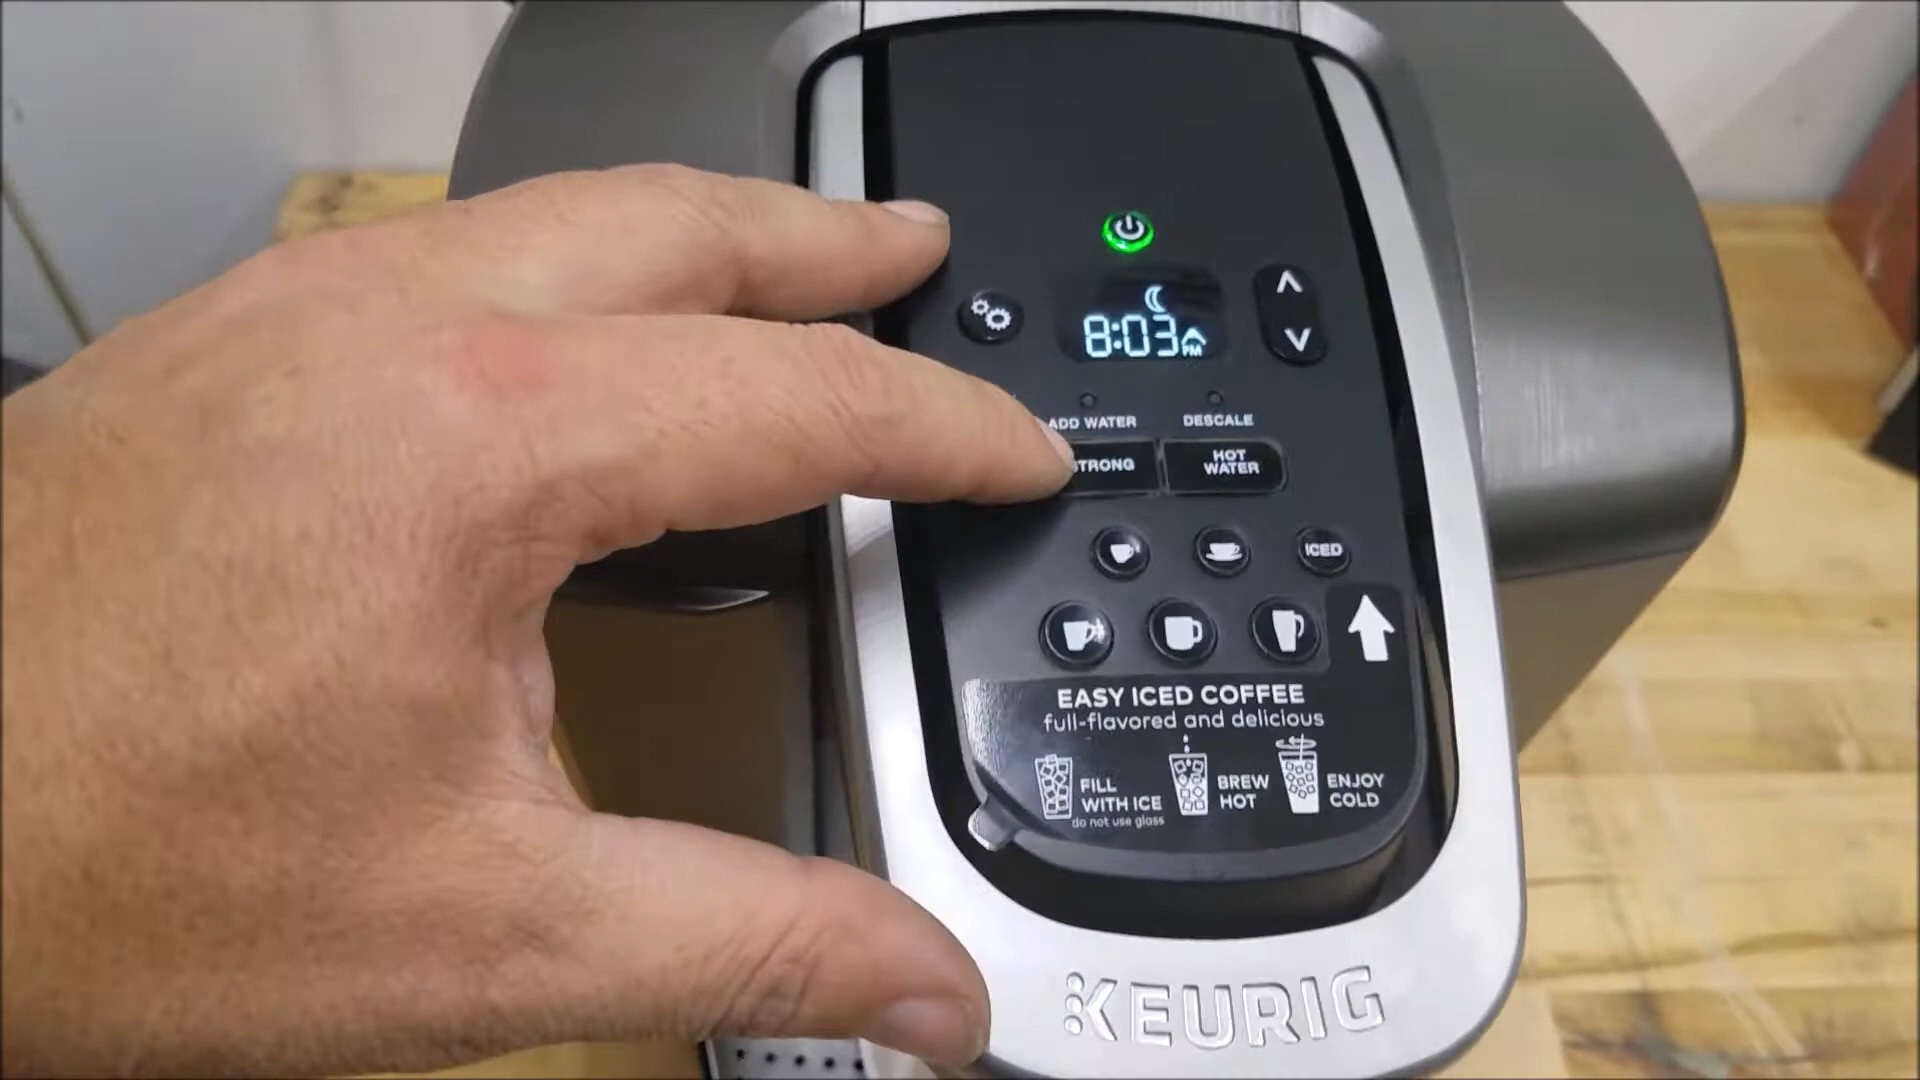 8:03 PM
ADD WATER
DESCALE
TRONG
HOT
WATER
ICED
EASY ICED COFFEE
full-flavored and delicious
FILL
WITH ICE
do not use glass
BREW
HOT
ENJOY
COLD
KEURIG